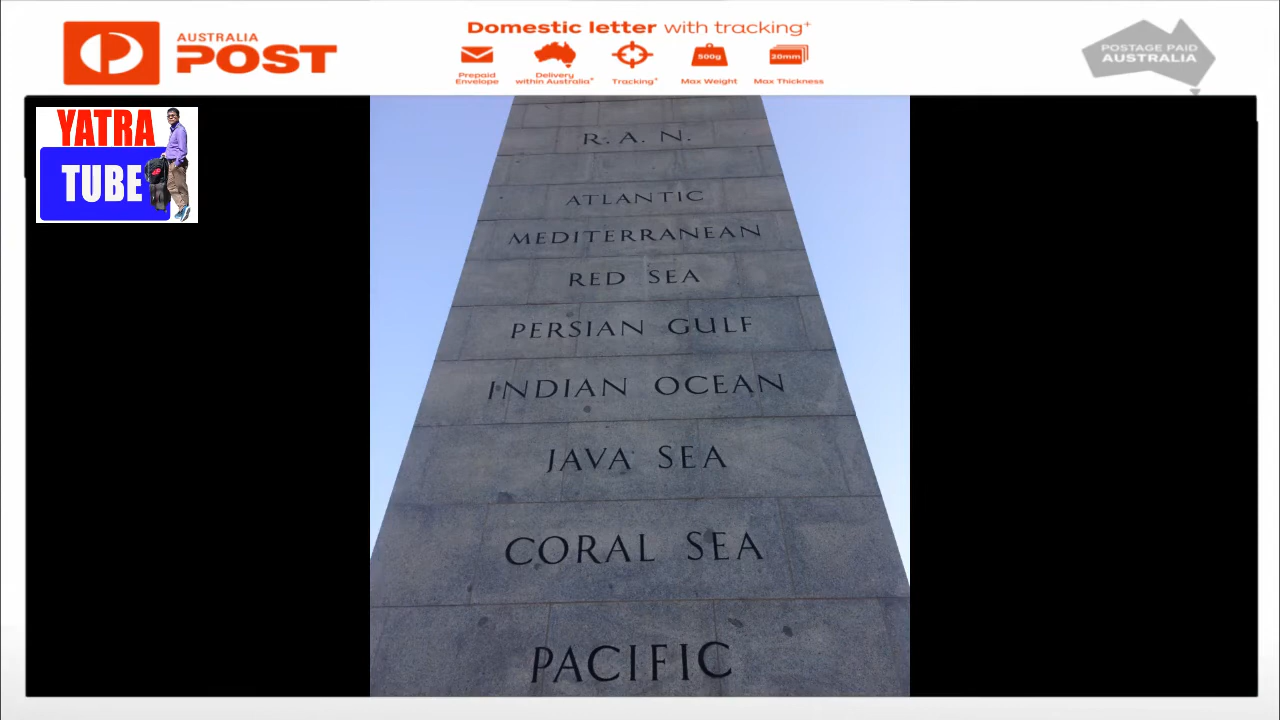 AUSTRALIA
POST
Domestic letter with tracking+
Prepaid Envelope
Delivery within Australia+
Tracking+
500g
Max Weight
20mm
Max Thickness
POSTAGE PAID
AUSTRALIA
YATRA
TUBE
R. A. N.
ATLANTIC
MEDITERRANEAN
RED SEA
PERSIAN GULF
INDIAN OCEAN
JAVA SEA
CORAL SEA
PACIFIC